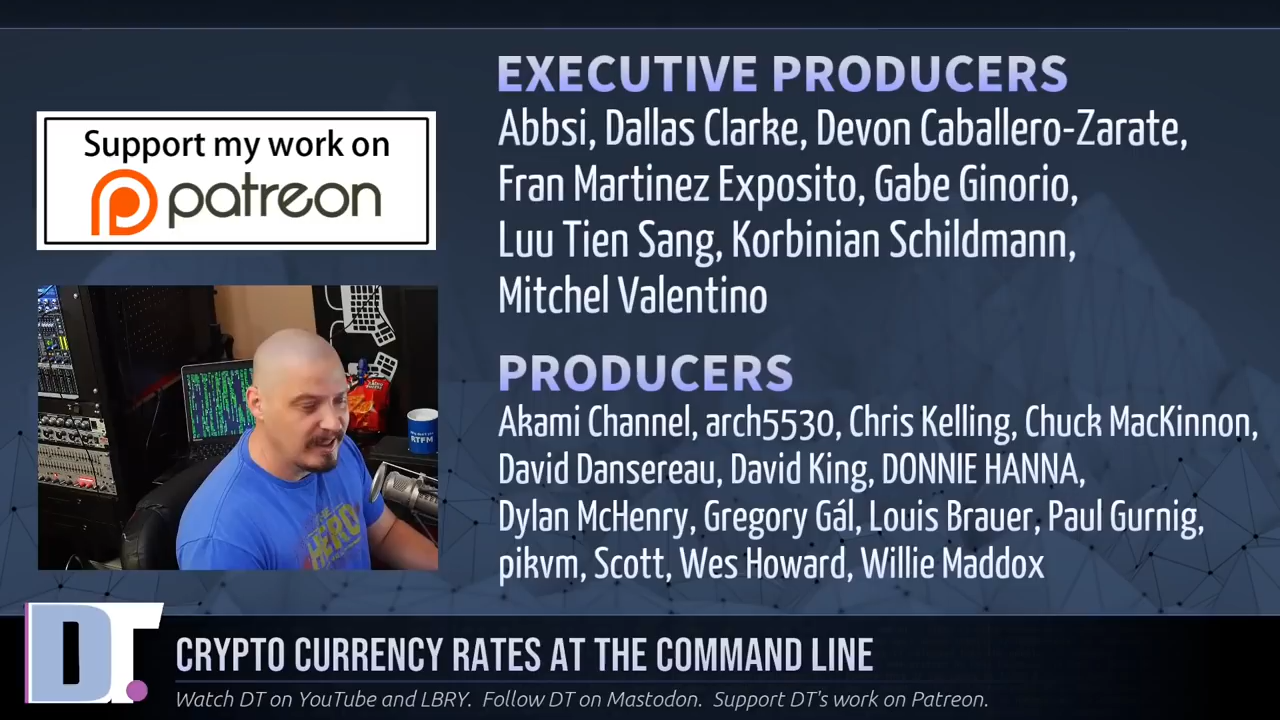 Support my work on
patreon
EXECUTIVE PRODUCERS
Abbsi, Dallas Clarke, Devon Caballero-Zarate,
Fran Martinez Exposito, Gabe Ginorio,
Luu Tien Sang, Korbinian Schildmann,
Mitchel Valentino
PRODUCERS
Akami Channel, arch5530, Chris Kelling, Chuck MacKinnon,
David Dansereau, David King, DONNIE HANNA,
Dylan McHenry, Gregory Gál, Louis Brauer, Paul Gurnig,
pikvm, Scott, Wes Howard, Willie Maddox
RTFM
HERO
DT.
CRYPTO CURRENCY RATES AT THE COMMAND LINE
Watch DT on YouTube and LBRY. Follow DT on Mastodon. Support DT's work on Patreon.